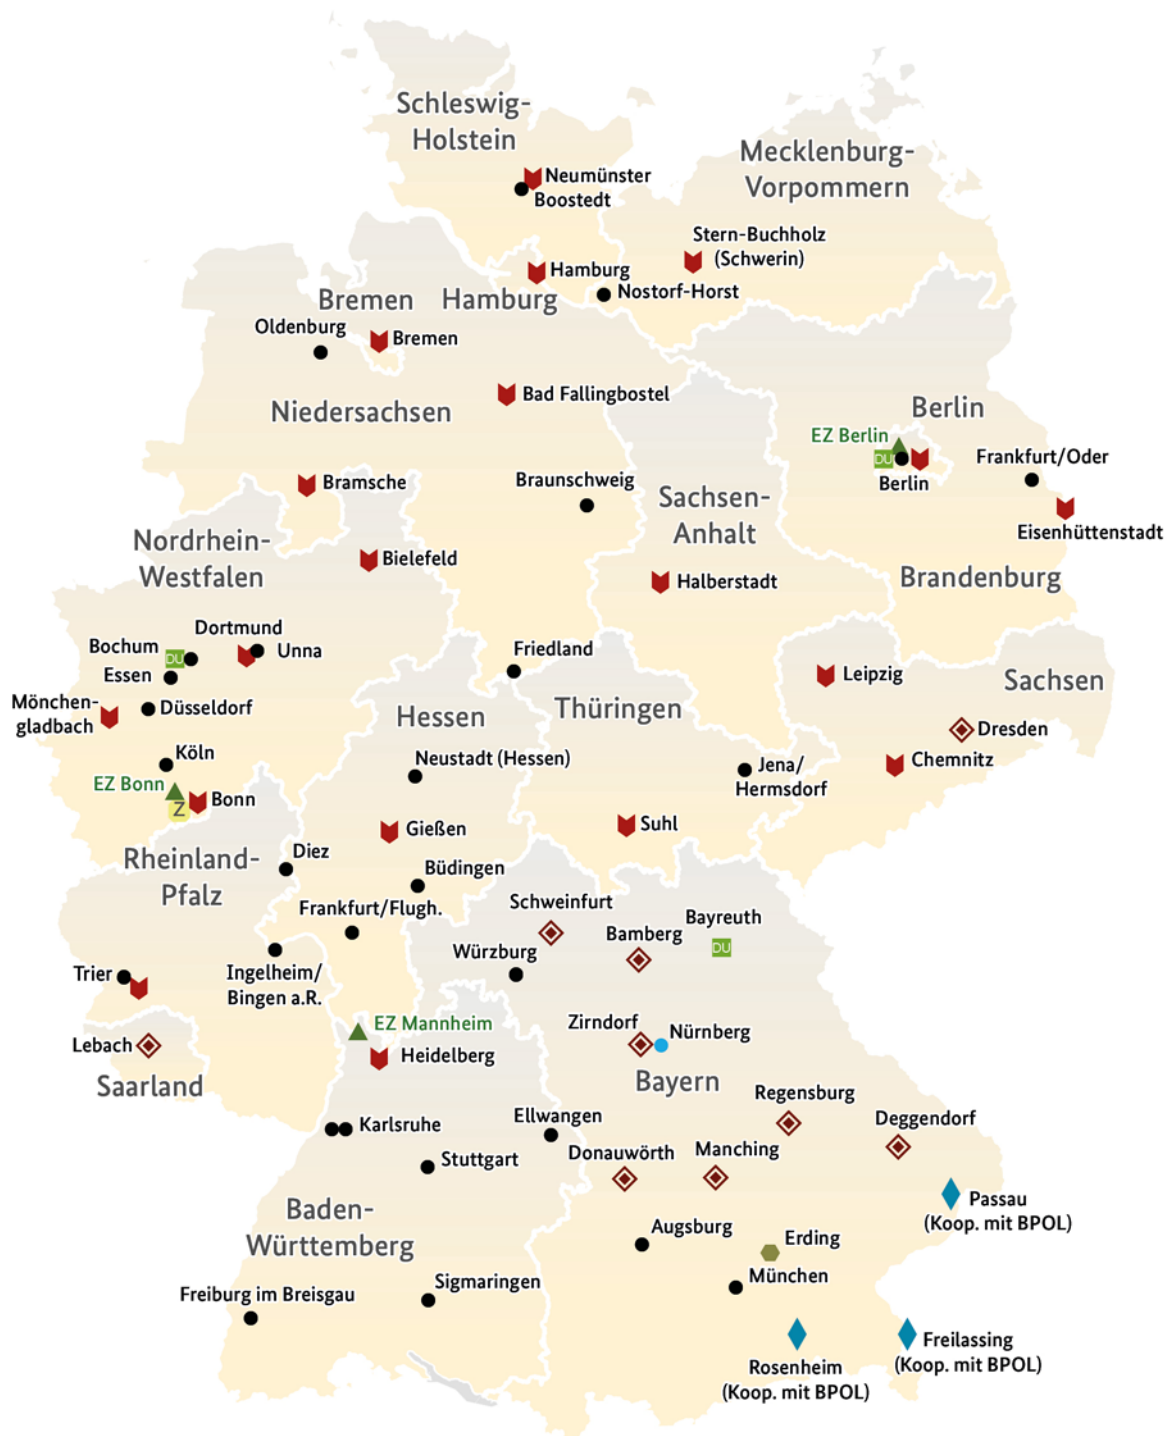 Schleswig-
Holstein
Mecklenburg-
Vorpommern
Neumünster
Boostedt
Stern-Buchholz
(Schwerin)
Hamburg
Nostorf-Horst
Bremen
Hamburg
Oldenburg
Bremen
Bad Fallingbostel
Niedersachsen
Berlin
EZ Berlin
DU
Berlin
Frankfurt/Oder
Bramsche
Braunschweig
Sachsen-
Anhalt
Eisenhüttenstadt
Nordrhein-
Westfalen
Bielefeld
Halberstadt
Brandenburg
Dortmund
Bochum
DU
Unna
Essen
Friedland
Leipzig
Sachsen
Mönchen-
gladbach
Düsseldorf
Hessen
Thüringen
Dresden
Köln
Neustadt (Hessen)
Jena/
Hermsdorf
Chemnitz
EZ Bonn
Z
Bonn
Gießen
Suhl
Rheinland-
Pfalz
Diez
Büdingen
Frankfurt/Flugh.
Schweinfurt
Bamberg
Bayreuth
DU
Würzburg
Trier
Ingelheim/
Bingen a.R.
EZ Mannheim
Zirndorf
Nürnberg
Lebach
Heidelberg
Saarland
Bayern
Karlsruhe
Ellwangen
Regensburg
Deggendorf
Stuttgart
Donauwörth
Manching
Passau
(Koop. mit BPOL)
Baden-
Württemberg
Augsburg
Erding
München
Sigmaringen
Freiburg im Breisgau
Rosenheim
(Koop. mit BPOL)
Freilassing
(Koop. mit BPOL)